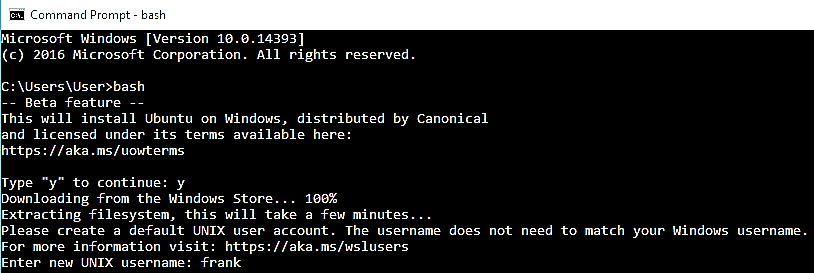 Command Prompt - bash
Microsoft Windows [Version 10.0.14393]
(c) 2016 Microsoft Corporation. All rights reserved.
C:\Users\User>bash
-- Beta feature --
This will install Ubuntu on Windows, distributed by Canonical
and licensed under its terms available here:
https://aka.ms/uowterms
Type "y" to continue: y
Downloading from the Windows Store... 100%
Extracting filesystem, this will take a few minutes...
Please create a default UNIX user account. The username does not need to match your Windows username.
For more information visit: https://aka.ms/wslusers
Enter new UNIX username: frank